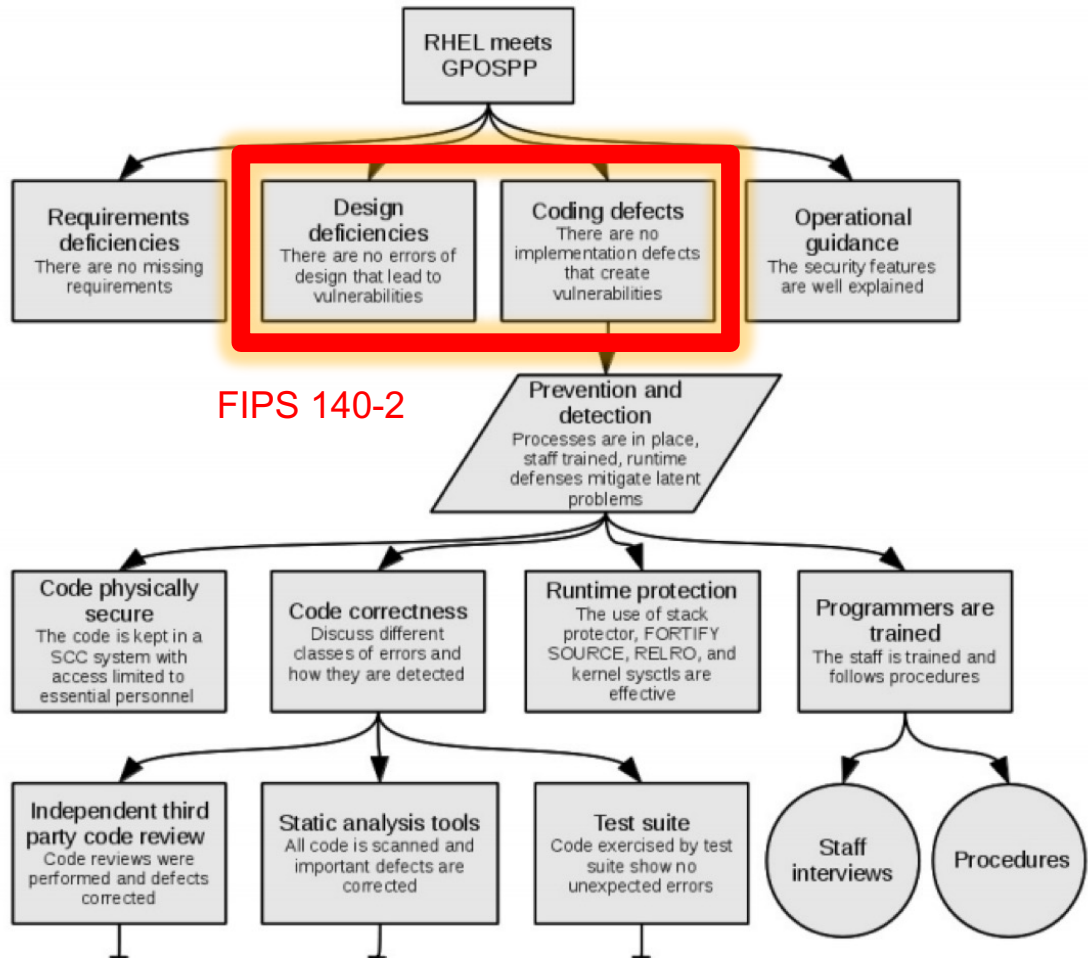 RHEL meets
GPOSPP
Requirements
deficiencies
There are no missing
requirements
Design
deficiencies
There are no errors of
design that lead to
vulnerabilities
Coding defects
There are no
implementation defects
that create
vulnerabilities
Operational
guidance
The security features
are well explained
FIPS 140-2
Prevention and
detection
Processes are in place,
staff trained, runtime
defenses mitigate latent
problems
Code physically
secure
The code is kept in a
SCC system with
access limited to
essential personnel
Code correctness
Discuss different
classes of errors and
how they are detected
Runtime protection
The use of stack
protector, FORTIFY
SOURCE, RELRO, and
kernel sysctls are
effective
Programmers are
trained
The staff is trained and
follows procedures
Independent third
party code review
Code reviews were
performed and defects
corrected
Static analysis tools
All code is scanned and
important defects are
corrected
Test suite
Code exercised by test
suite show no
unexpected errors
Staff
interviews
Procedures